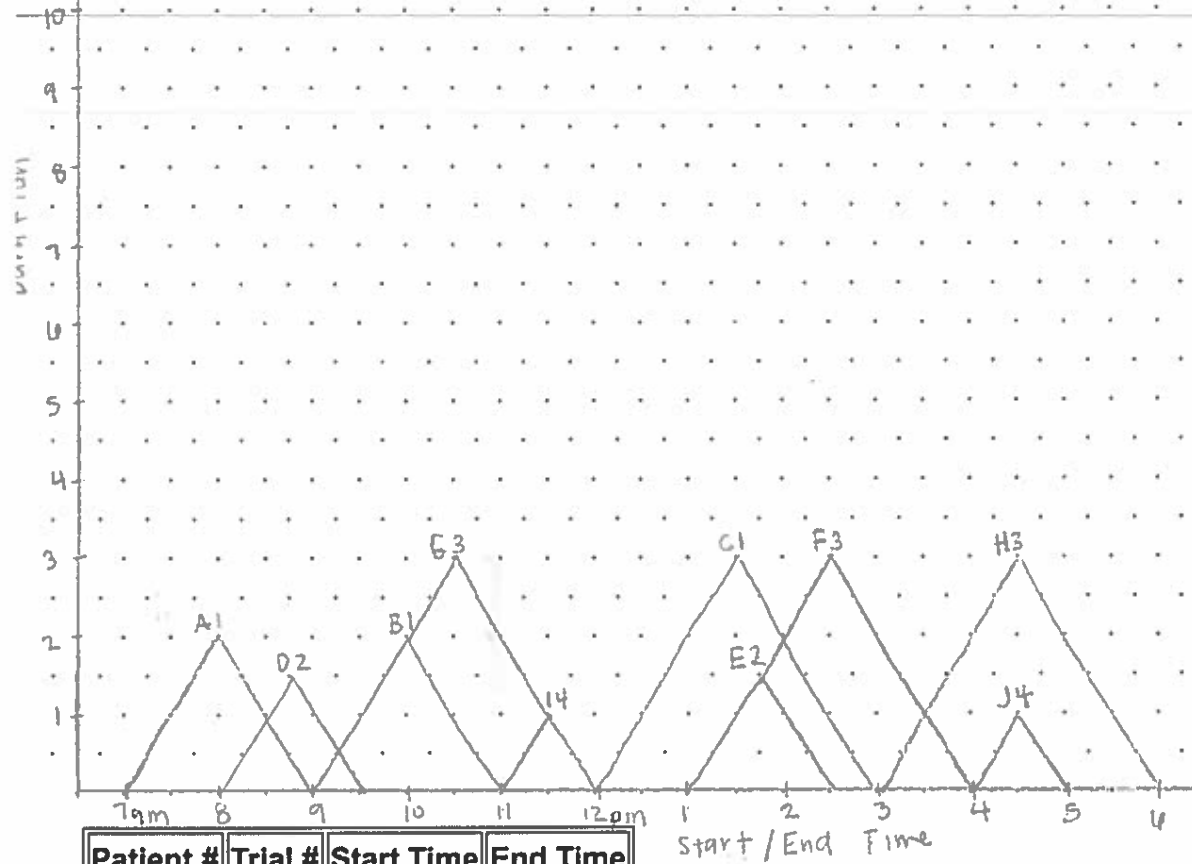 10
9
8
7
6
5
4
3
2
1
G3
C1
F3
H3
A1
B1
D2
E2
I4
J4
7am 8 9 10 11 12pm 1 2 3 4 5 6
Start/End Time
Patient # Trial # Start Time End Time